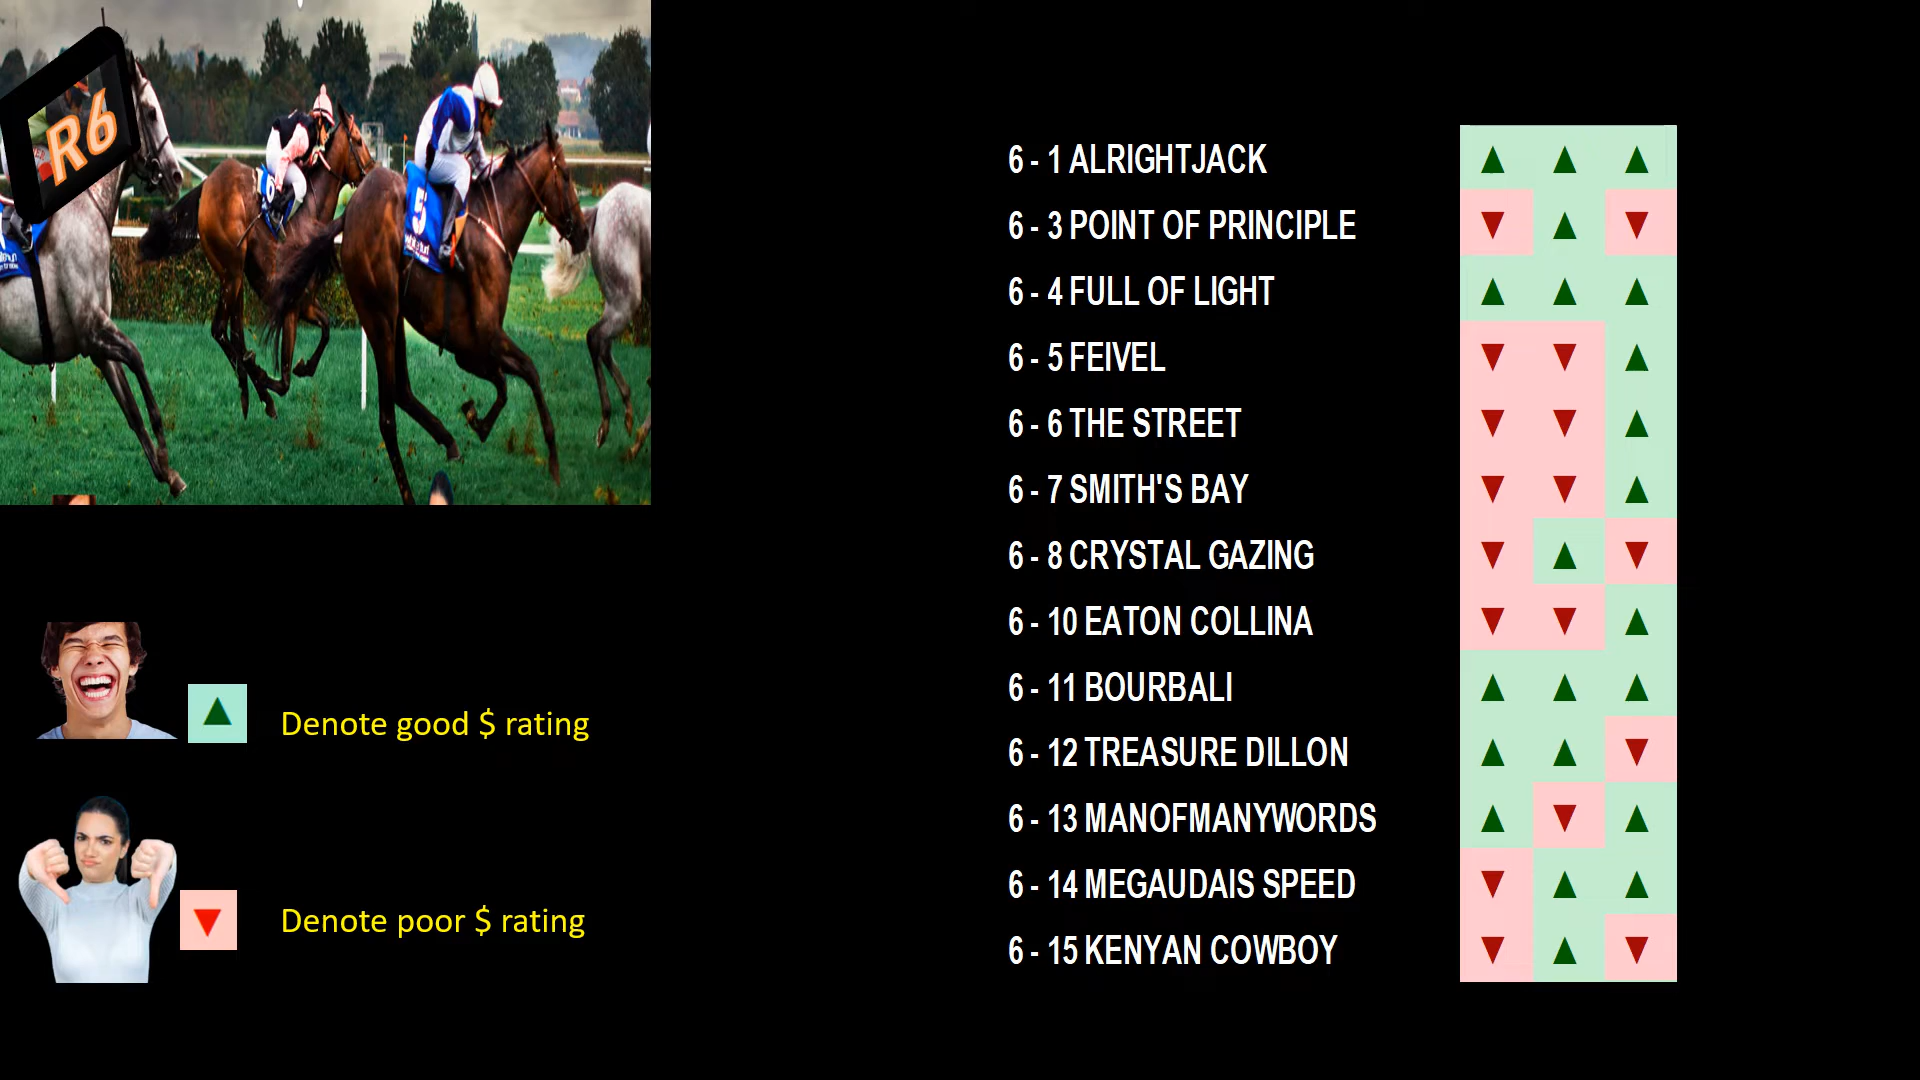 R6
5
6 - 1 ALRIGHTJACK
6 - 3 POINT OF PRINCIPLE
6 - 4 FULL OF LIGHT
6 - 5 FEIVEL
6 - 6 THE STREET
6 - 7 SMITH'S BAY
6 - 8 CRYSTAL GAZING
6 - 10 EATON COLLINA
6 - 11 BOURBALI
6 - 12 TREASURE DILLON
6 - 13 MANOFMANYWORDS
6 - 14 MEGAUDAIS SPEED
6 - 15 KENYAN COWBOY
Denote good $ rating
Denote poor $ rating